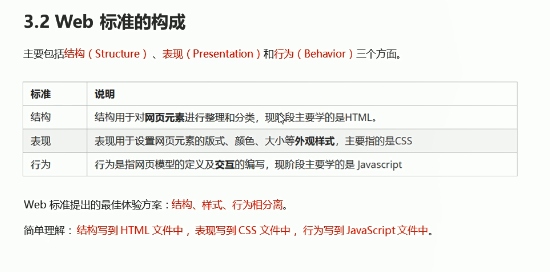 3.2 Web 标准的构成
主要包括结构（Structure）、表现（Presentation）和行为（Behavior）三个方面。
标准 说明
结构 结构用于对网页元素进行整理和分类，现阶段主要学的是HTML。
表现 表现用于设置网页元素的版式、颜色、大小等外观样式，主要指的是CSS
行为 行为是指网页模型的定义及交互的编写，现阶段主要学的是 Javascript
Web 标准提出的最佳体验方案：结构、样式、行为相分离。
简单理解：结构写到 HTML 文件中，表现写到 CSS 文件中，行为写到 JavaScript 文件中。